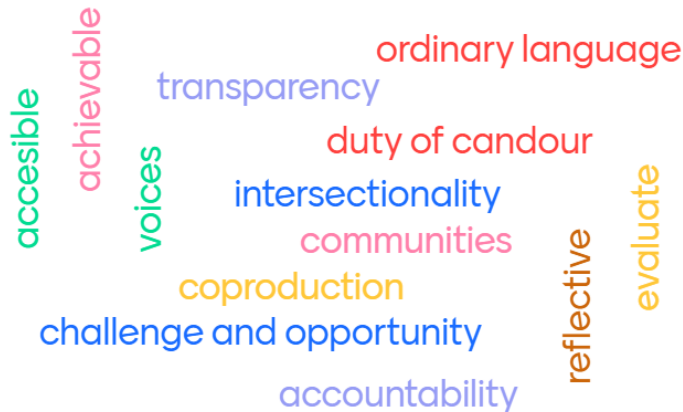 ordinary language
transparency
achievable
accesible
duty of candour
voices
intersectionality
evaluate
communities
reflective
coproduction
challenge and opportunity
accountability